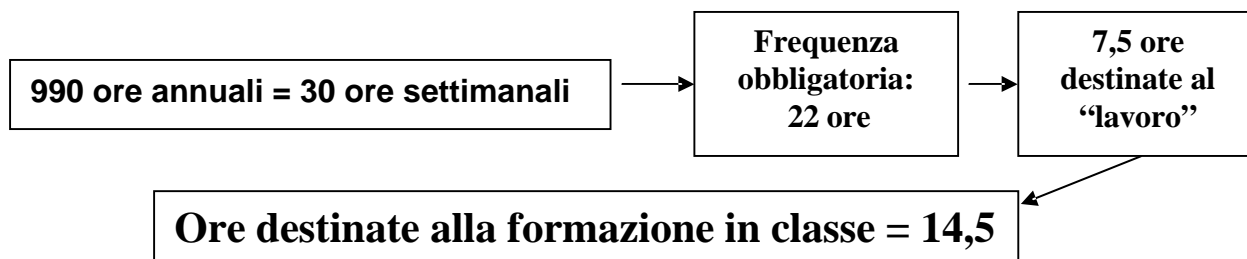 990 ore annuali = 30 ore settimanali
Frequenza
obbligatoria:
22 ore
7,5 ore
destinate al
“lavoro”
Ore destinate alla formazione in classe = 14,5